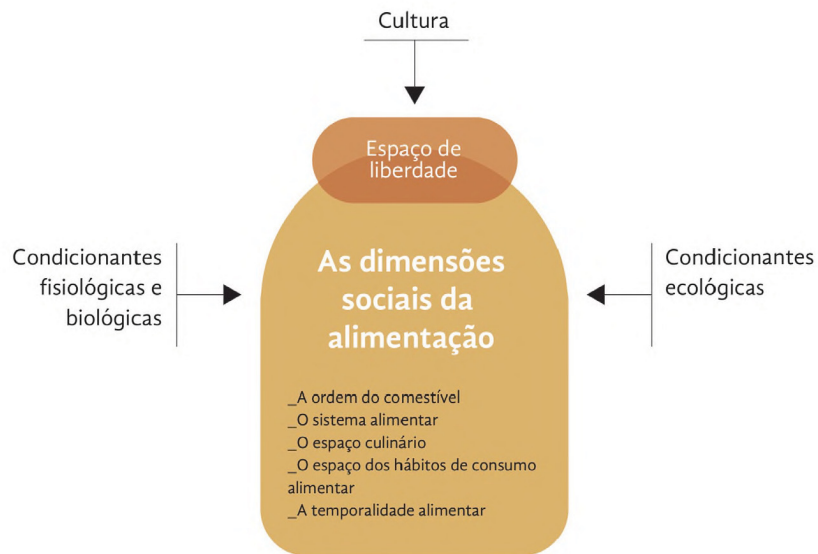 Cultura
Espaço de
liberdade
Condicionantes
fisiológicas e
biológicas
As dimensões
sociais da
alimentação
Condicionantes
ecológicas
_A ordem do comestível
_O sistema alimentar
_O espaço culinário
_O espaço dos hábitos de consumo
alimentar
_A temporalidade alimentar